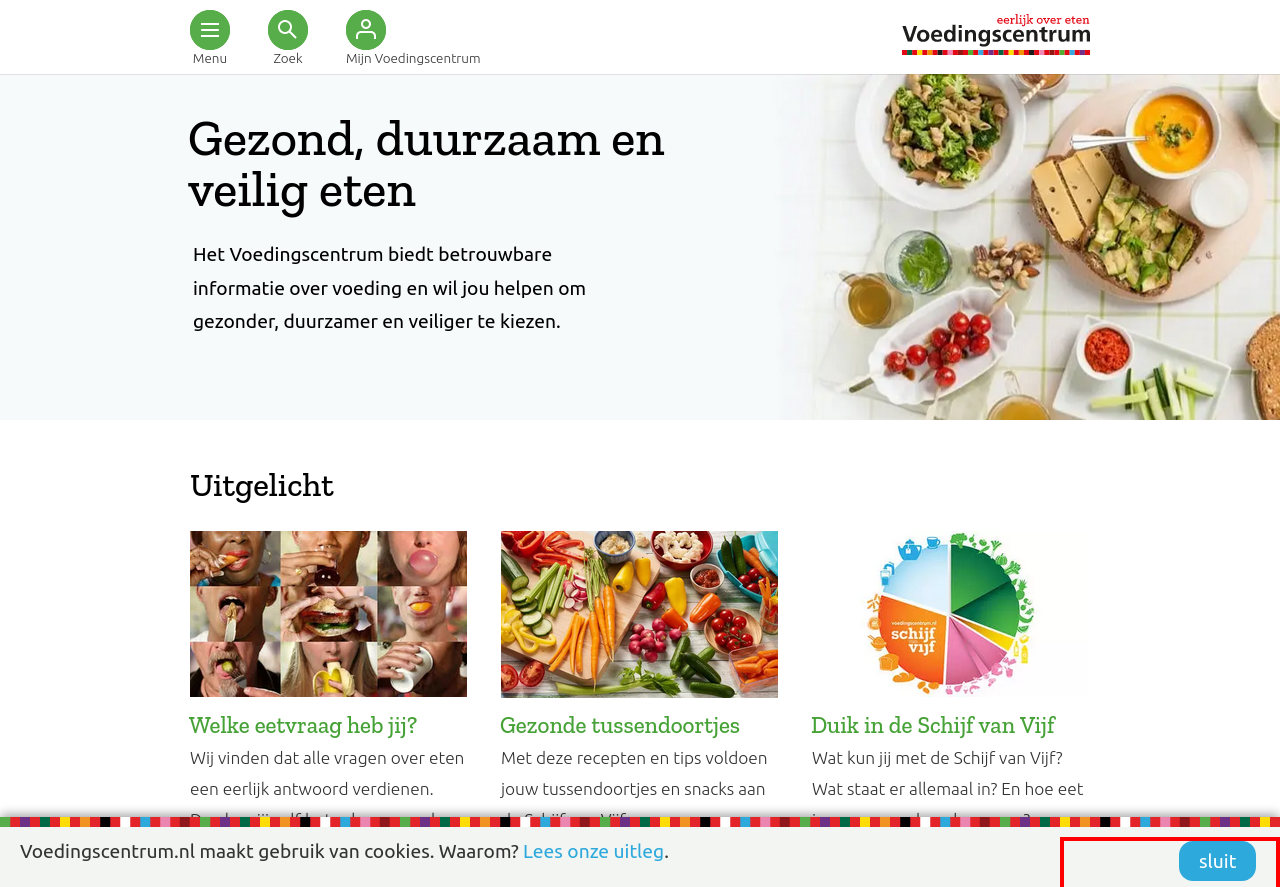 Menu
Zoek
Mijn Voedingscentrum
eerlijk over eten
Voedingscentrum
Gezond, duurzaam en
veilig eten
Het Voedingscentrum biedt betrouwbare
informatie over voeding en wil jou helpen om
gezonder, duurzamer en veiliger te kiezen.
Uitgelicht
voedingscentrum.nl
schijf
vijf
Welke eetvraag heb jij?
Wij vinden dat alle vragen over eten
een eerlijk antwoord verdienen.
Gezonde tussendoortjes
Met deze recepten en tips voldoen
jouw tussendoortjes en snacks aan
Duik in de Schijf van Vijf
Wat kun jij met de Schijf van Vijf?
Wat staat er allemaal in? En hoe eet
Voedingscentrum.nl maakt gebruik van cookies. Waarom? Lees onze uitleg.
sluit